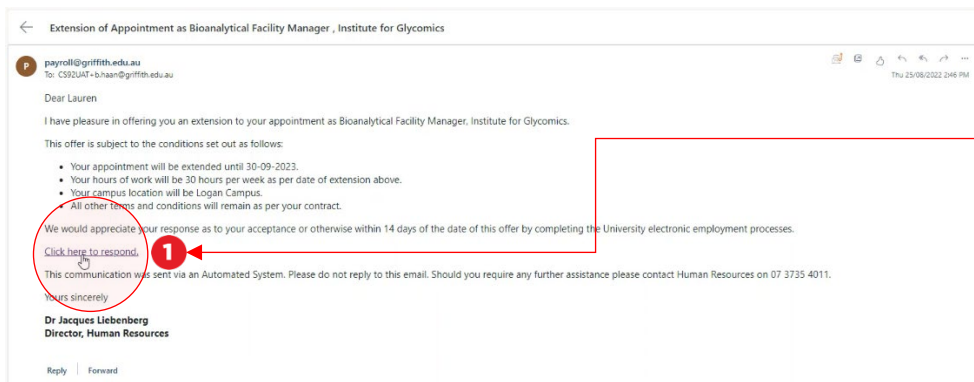 Extension of Appointment as Bioanalytical Facility Manager , Institute for Glycomics
P
payroll@griffith.edu.au
To: CS92UAT+b.haan@griffith.edu.au
Thu 25/08/2022 2:46 PM
Dear Lauren
I have pleasure in offering you an extension to your appointment as Bioanalytical Facility Manager, Institute for Glycomics.
This offer is subject to the conditions set out as follows:
• Your appointment will be extended until 30-09-2023.
• Your hours of work will be 30 hours per week as per date of extension above.
• Your campus location will be Logan Campus.
• All other terms and conditions will remain as per your contract.
We would appreciate your response as to your acceptance or otherwise within 14 days of the date of this offer by completing the University electronic employment processes.
Click here to respond.
1
This communication was sent via an Automated System. Please do not reply to this email. Should you require any further assistance please contact Human Resources on 07 3735 4011.
Yours sincerely
Dr Jacques Liebenberg
Director, Human Resources
Reply Forward